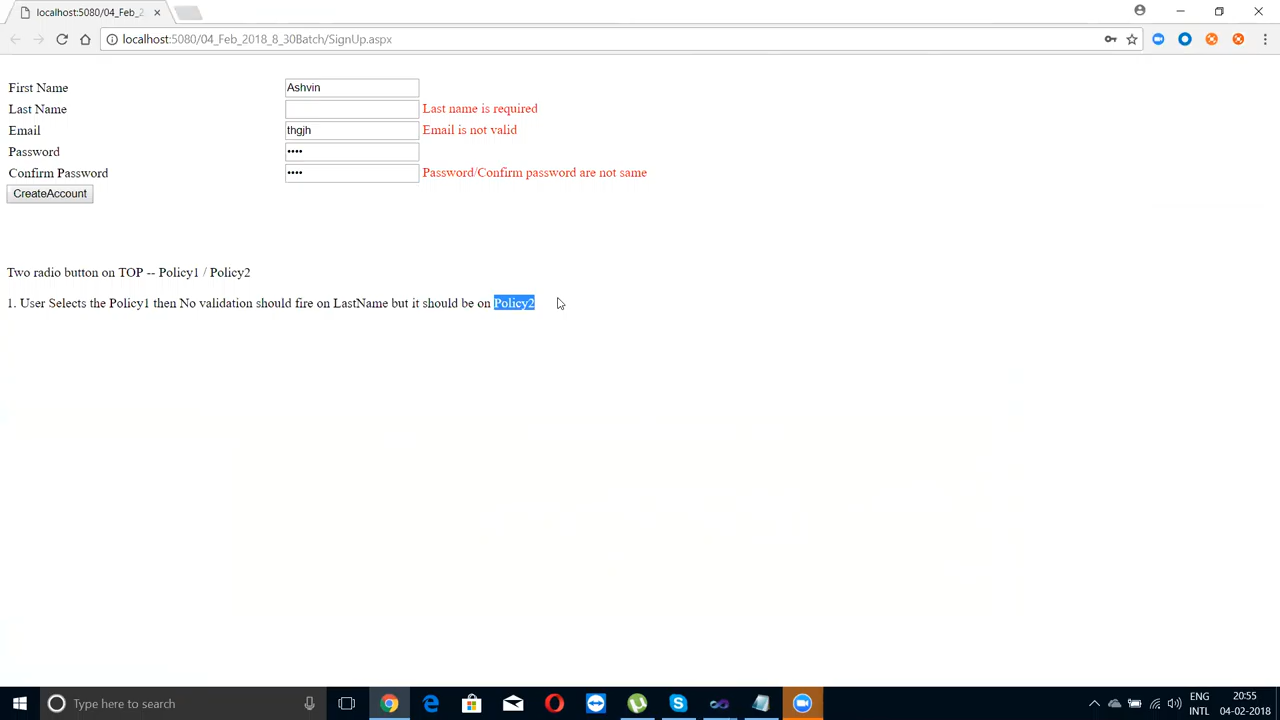 localhost:5080/04_Feb_2
localhost:5080/04_Feb_2018_8_30Batch/SignUp.aspx
First Name Ashvin
Last Name Last name is required
Email thgjh Email is not valid
Password ••••
Confirm Password •••• Password/Confirm password are not same
CreateAccount
Two radio button on TOP -- Policy1 / Policy2
1. User Selects the Policy1 then No validation should fire on LastName but it should be on Policy2
Type here to search
ENG 20:55
INTL 04-02-2018